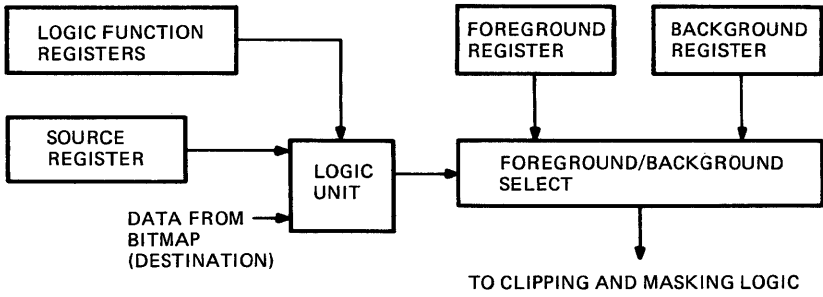 LOGIC FUNCTION
REGISTERS
FOREGROUND
REGISTER
BACKGROUND
REGISTER
SOURCE
REGISTER
LOGIC
UNIT
FOREGROUND/BACKGROUND
SELECT
DATA FROM
BITMAP
(DESTINATION)
TO CLIPPING AND MASKING LOGIC